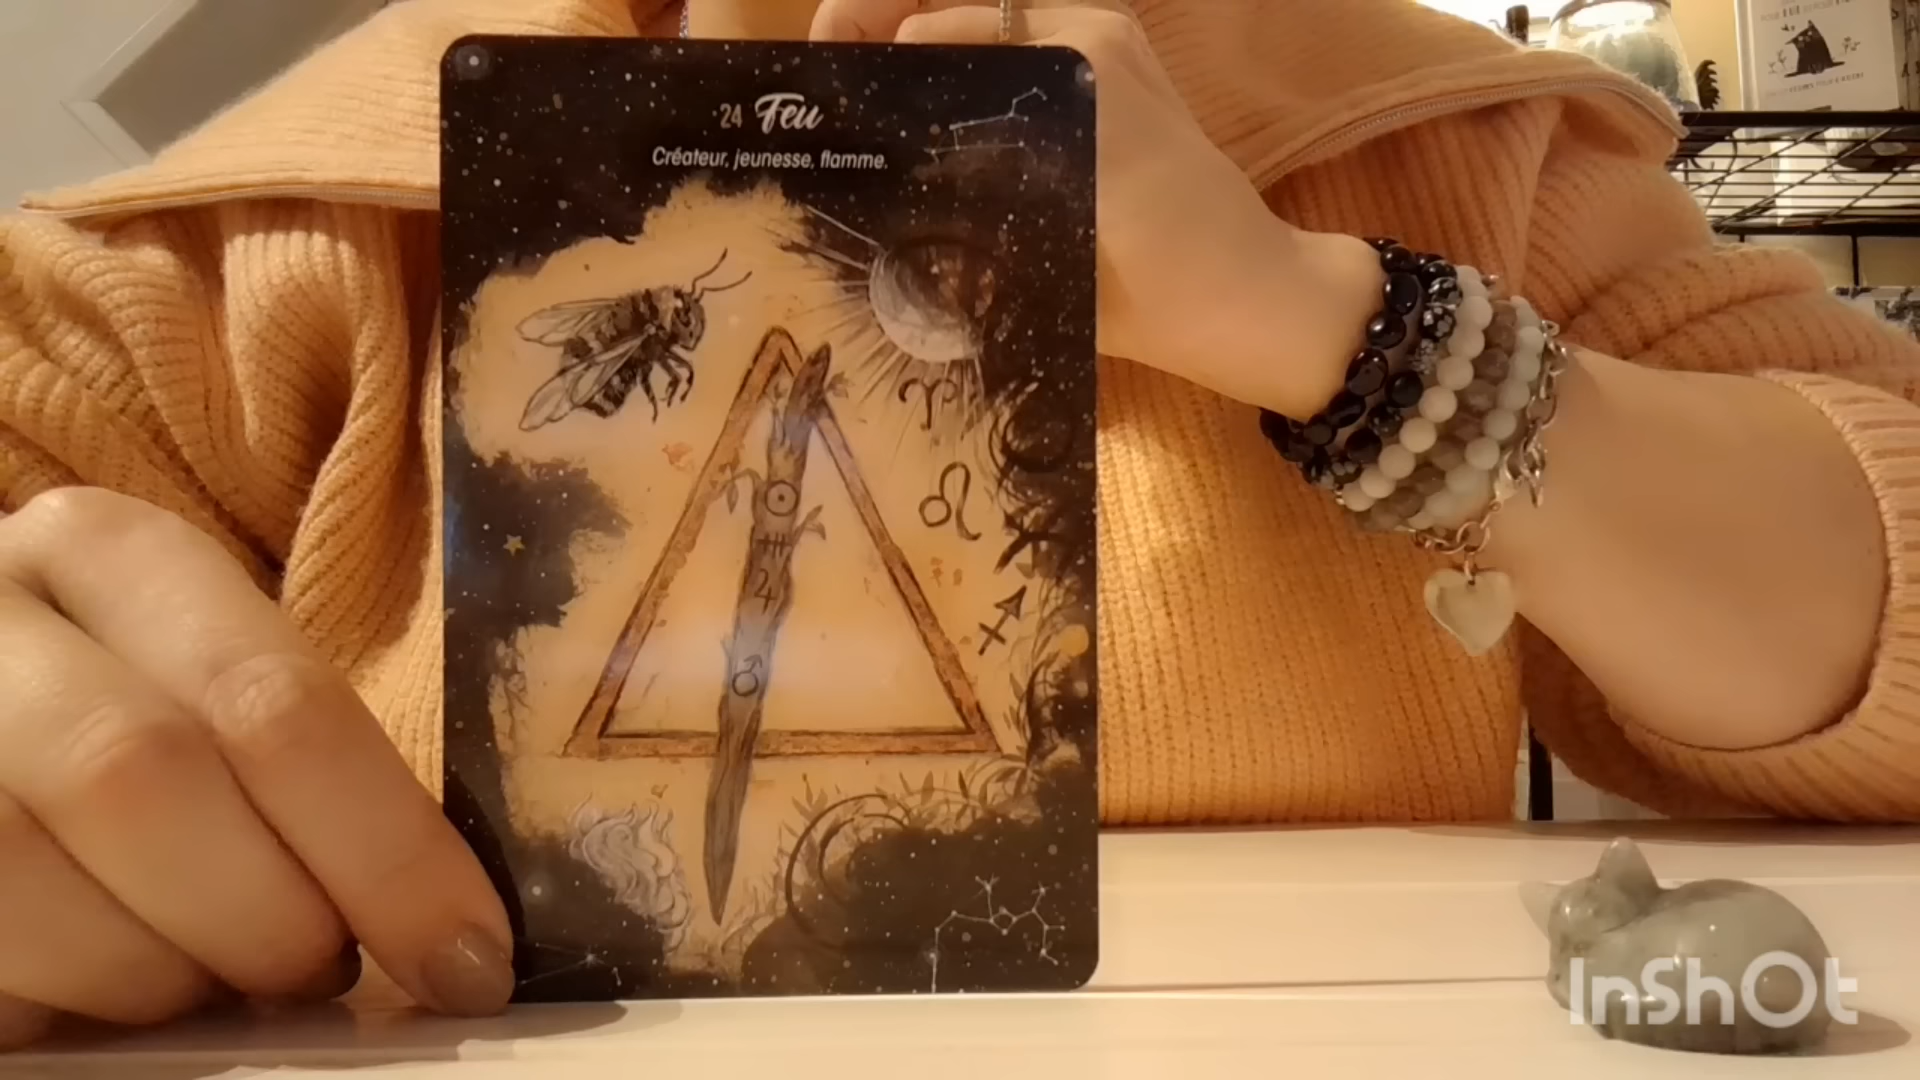 24 Feu
Créateur, jeunesse, flamme.
InShOt